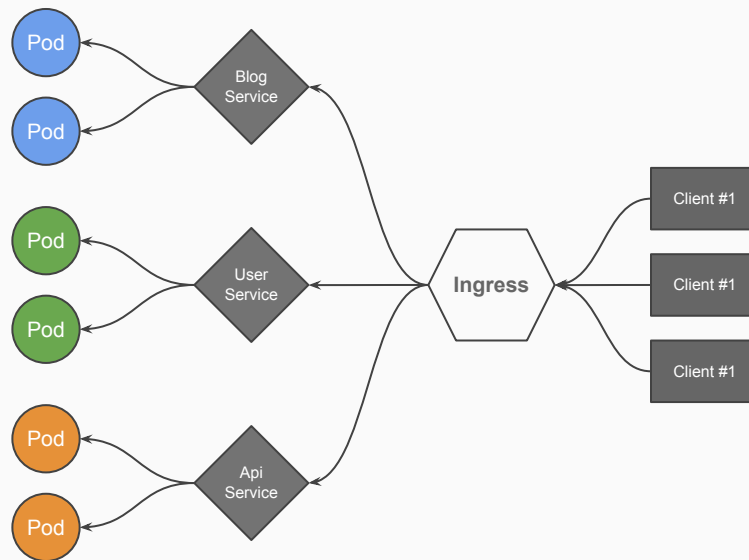 Pod
Pod
Blog
Service
Pod
Pod
User
Service
Pod
Pod
Api
Service
Ingress
Client #1
Client #1
Client #1